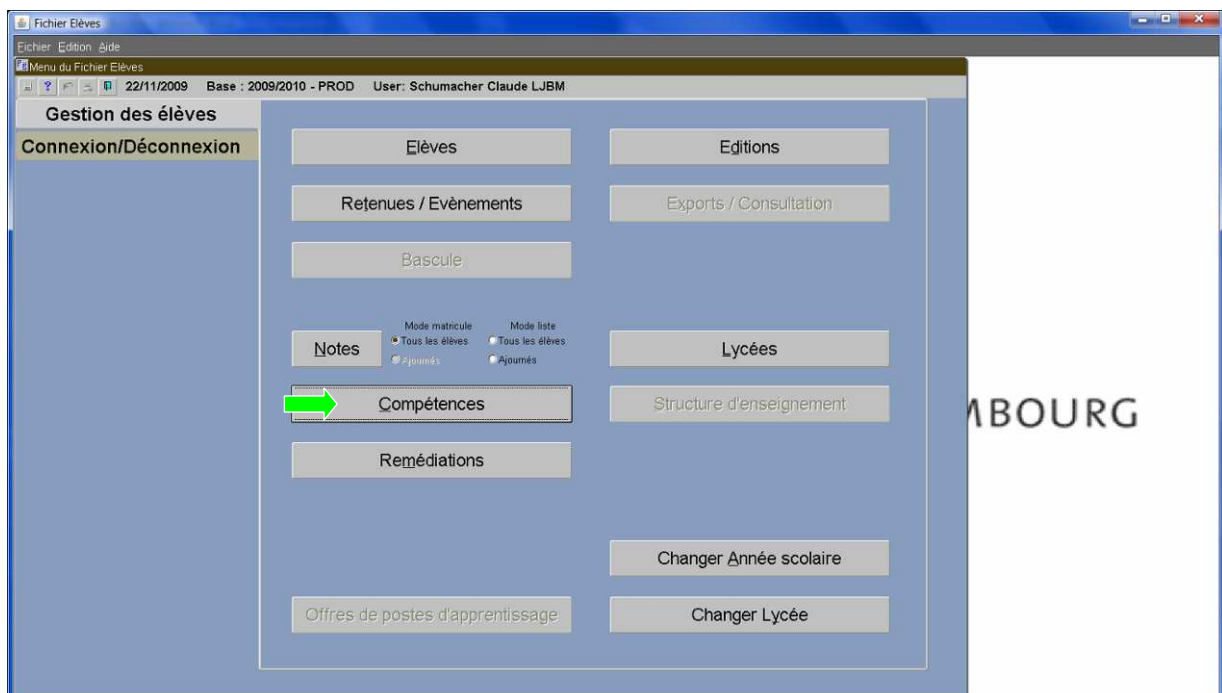 Fichier Elèves
Fichier Edition Aide
Menu du Fichier Elèves
22/11/2009 Base : 2009/2010 - PROD User: Schumacher Claude LJBM
Gestion des élèves
Connexion/Déconnexion
Elèves
Editions
Retenues / Evènements
Exports / Consultation
Bascule
Notes
Mode matricule Mode liste
Tous les élèves Tous les élèves
Ajournés Ajournés
Lycées
Compétences
Structure d'enseignement
MBOURG
Remédiations
Changer Année scolaire
Offres de postes d'apprentissage
Changer Lycée